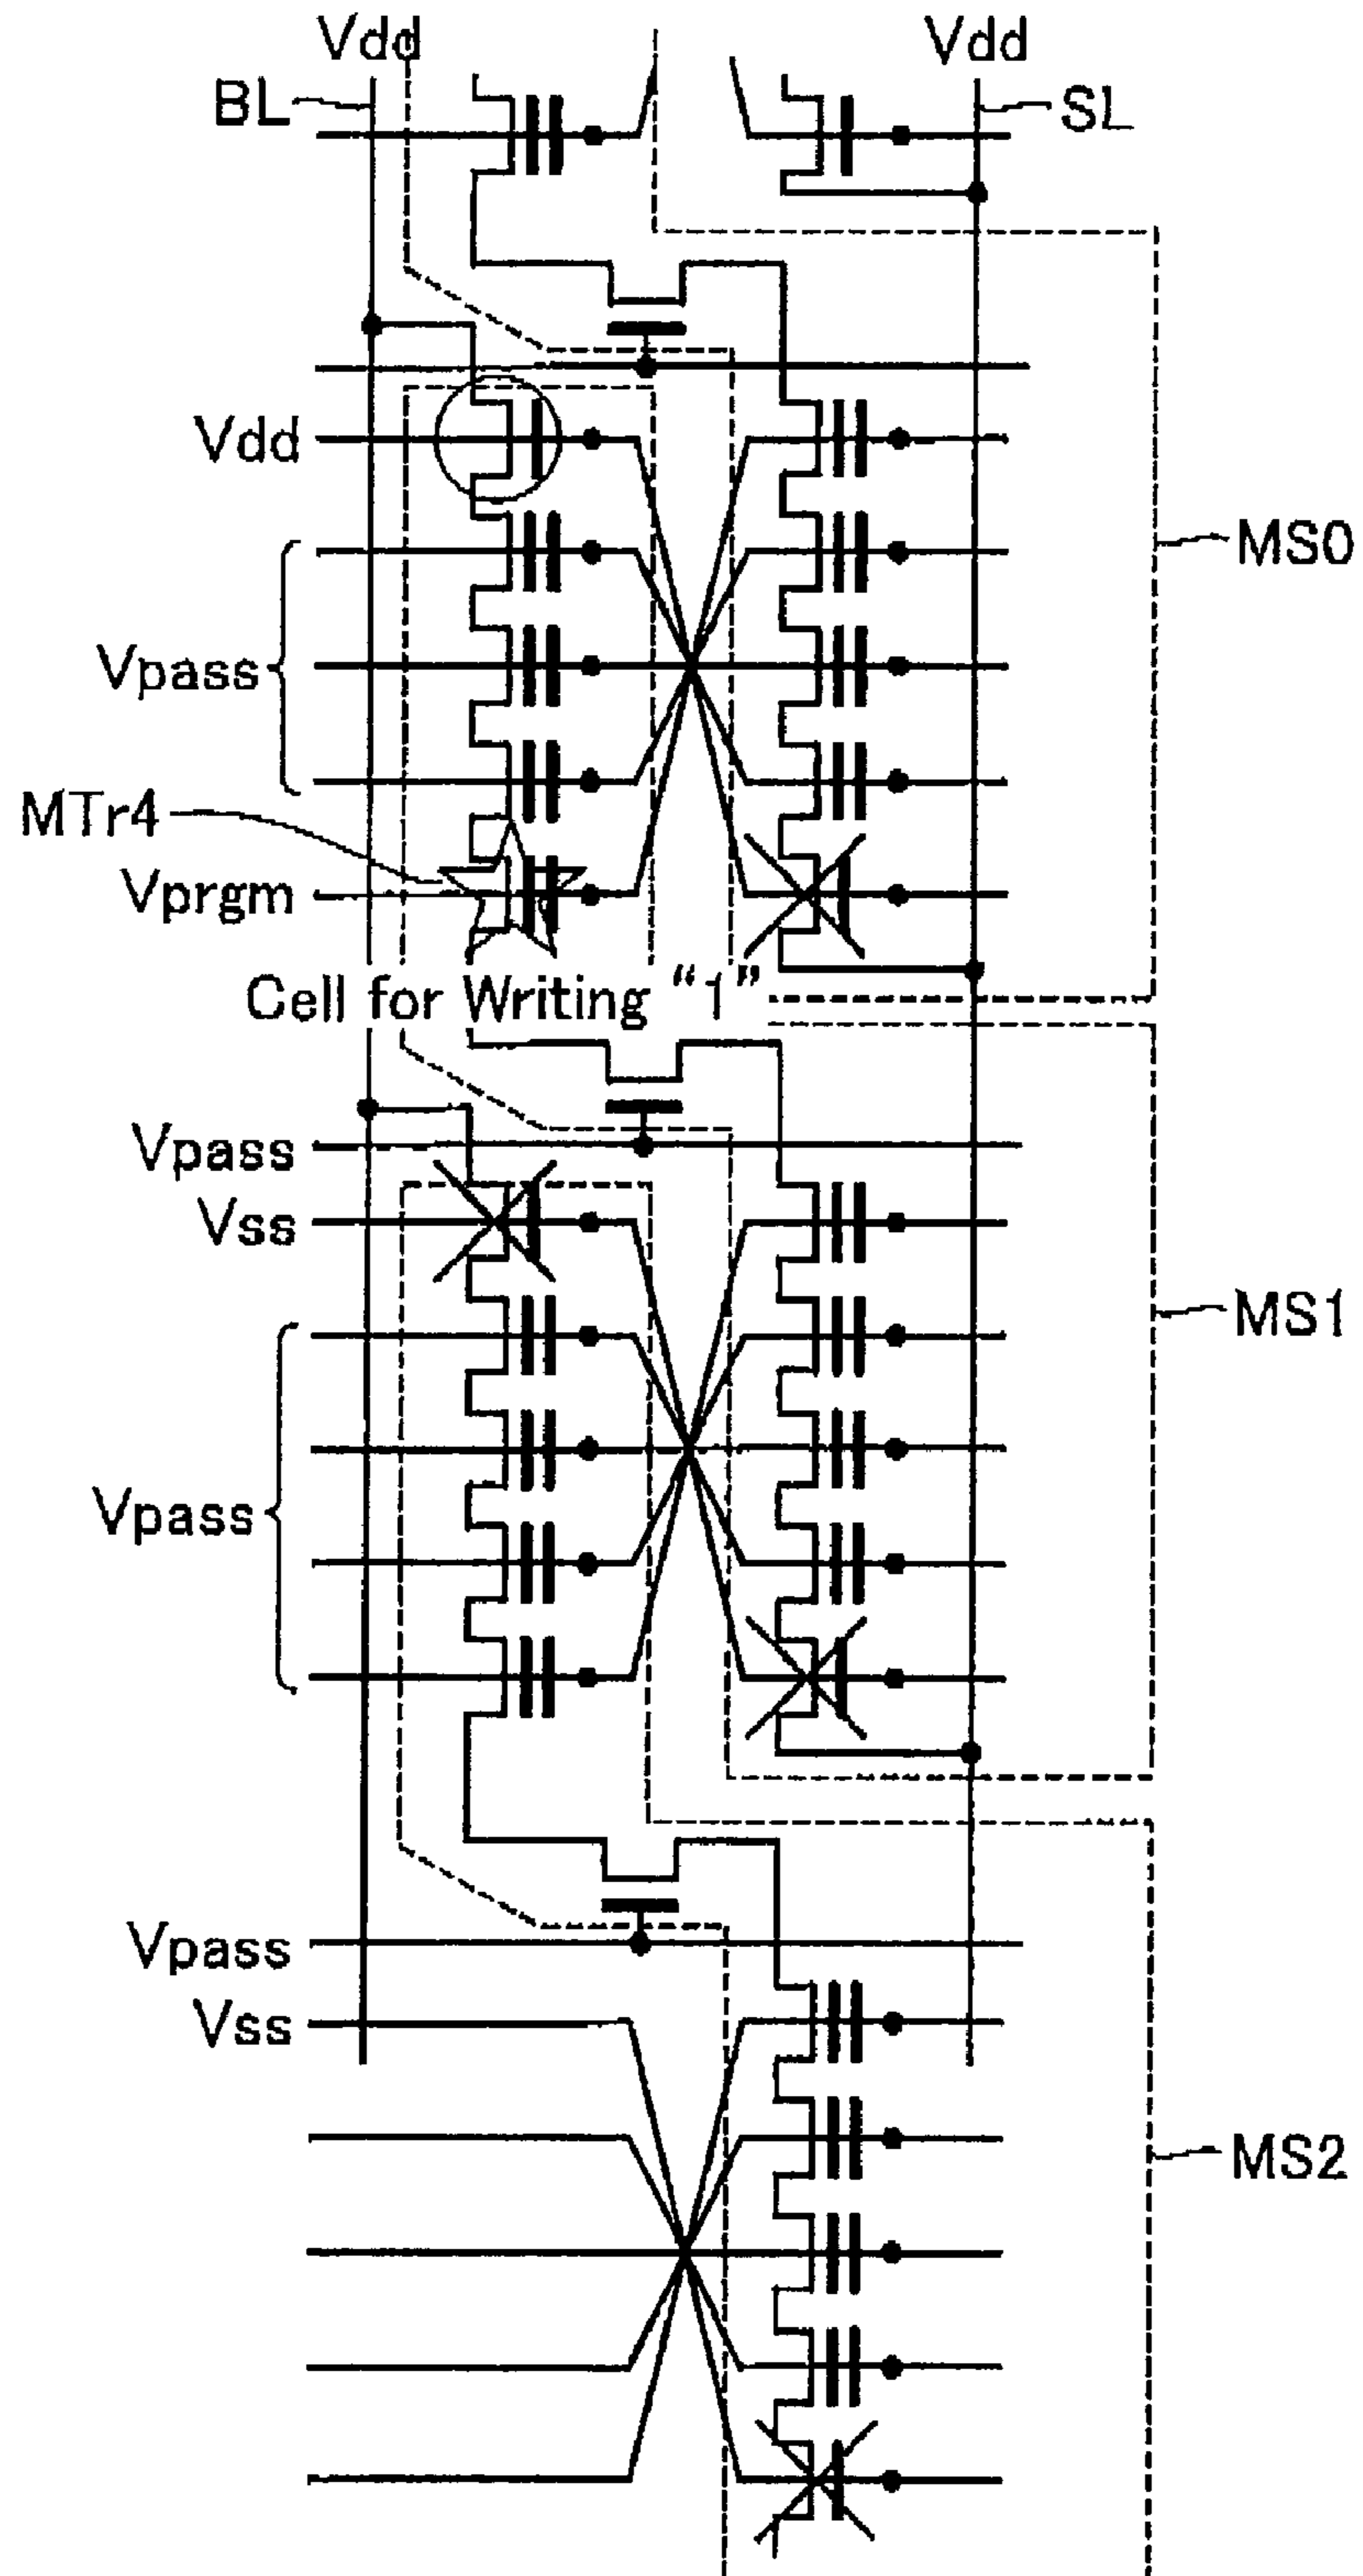 Vdd
Vdd
BL
SL
Vdd
MS0
Vpass
MTr4
Vprgm
Cell for Writing “1”
Vpass
Vss
MS1
Vpass
Vpass
Vss
MS2